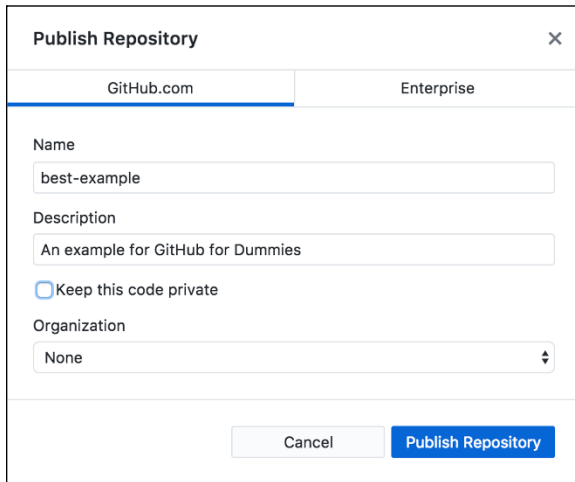 Publish Repository
GitHub.com
Enterprise
Name
best-example
Description
An example for GitHub for Dummies
Keep this code private
Organization
None
Cancel
Publish Repository